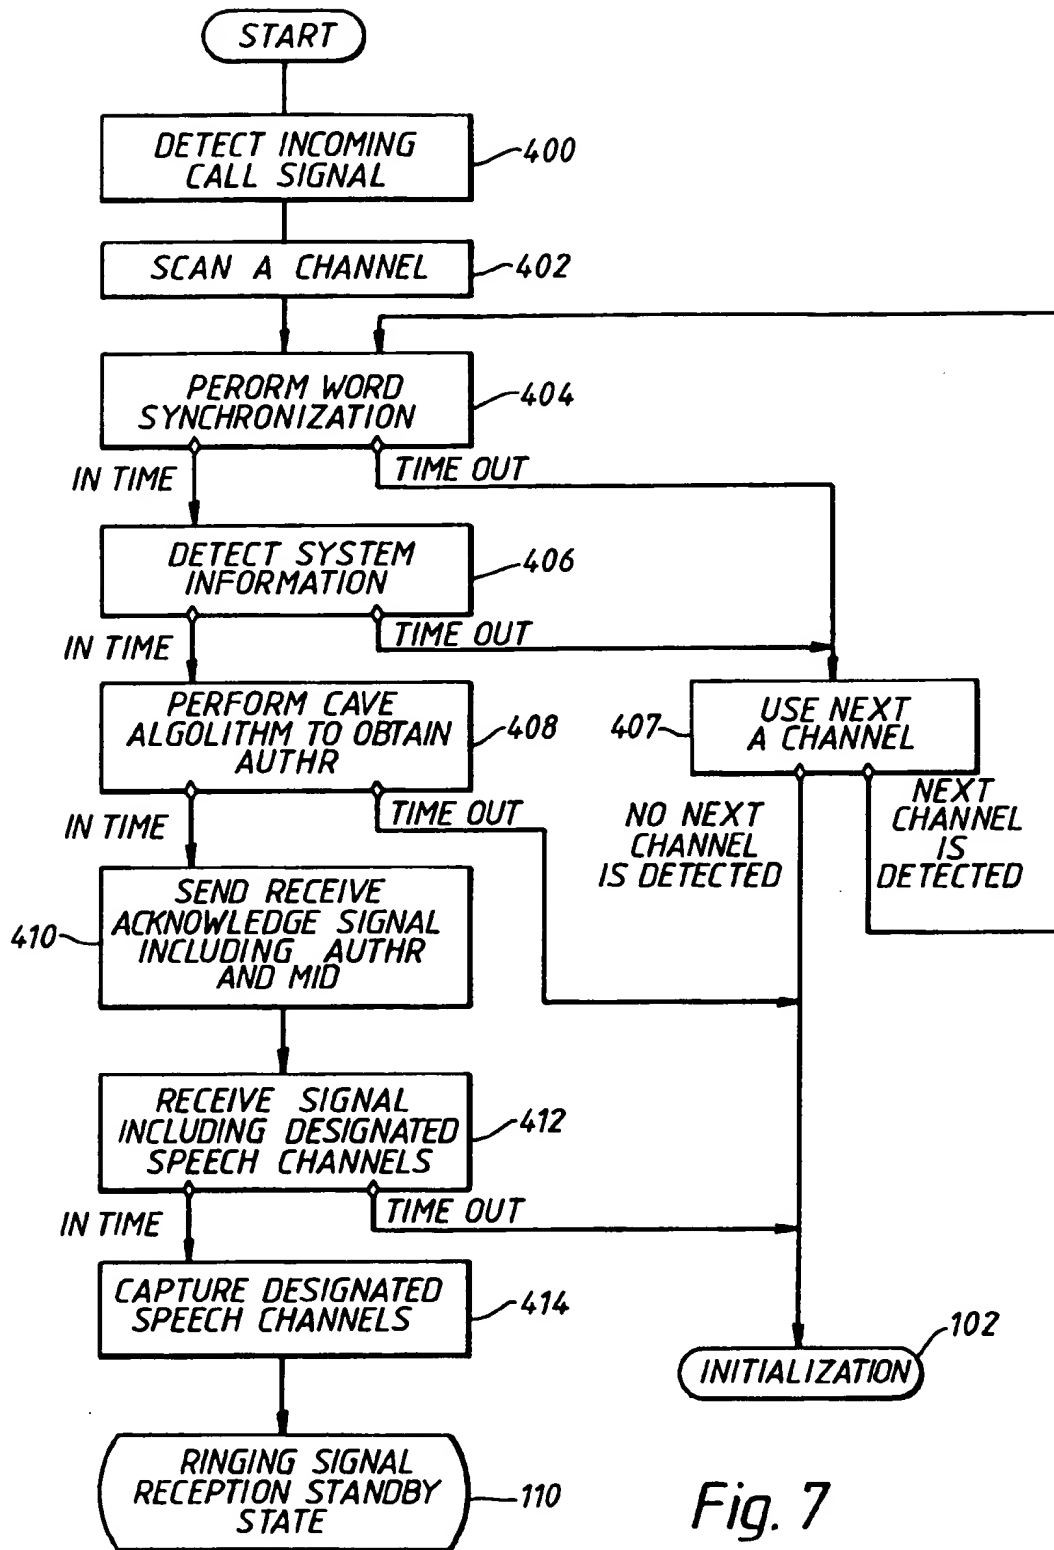 START
DETECT INCOMING
CALL SIGNAL
400
SCAN A CHANNEL
402
PERORM WORD
SYNCHRONIZATION
404
IN TIME
TIME OUT
DETECT SYSTEM
INFORMATION
406
IN TIME
TIME OUT
PERFORM CAVE
ALGOLITHM TO OBTAIN
AUTHR
408
407
USE NEXT
A CHANNEL
IN TIME
TIME OUT
NO NEXT
CHANNEL
IS DETECTED
NEXT
CHANNEL
IS
DETECTED
410
SEND RECEIVE
ACKNOWLEDGE SIGNAL
INCLUDING AUTHR
AND MID
RECEIVE SIGNAL
INCLUDING DESIGNATED
SPEECH CHANNELS
412
IN TIME
TIME OUT
CAPTURE DESIGNATED
SPEECH CHANNELS
414
102
INITIALIZATION
RINGING SIGNAL
RECEPTION STANDBY
STATE
110
Fig. 7